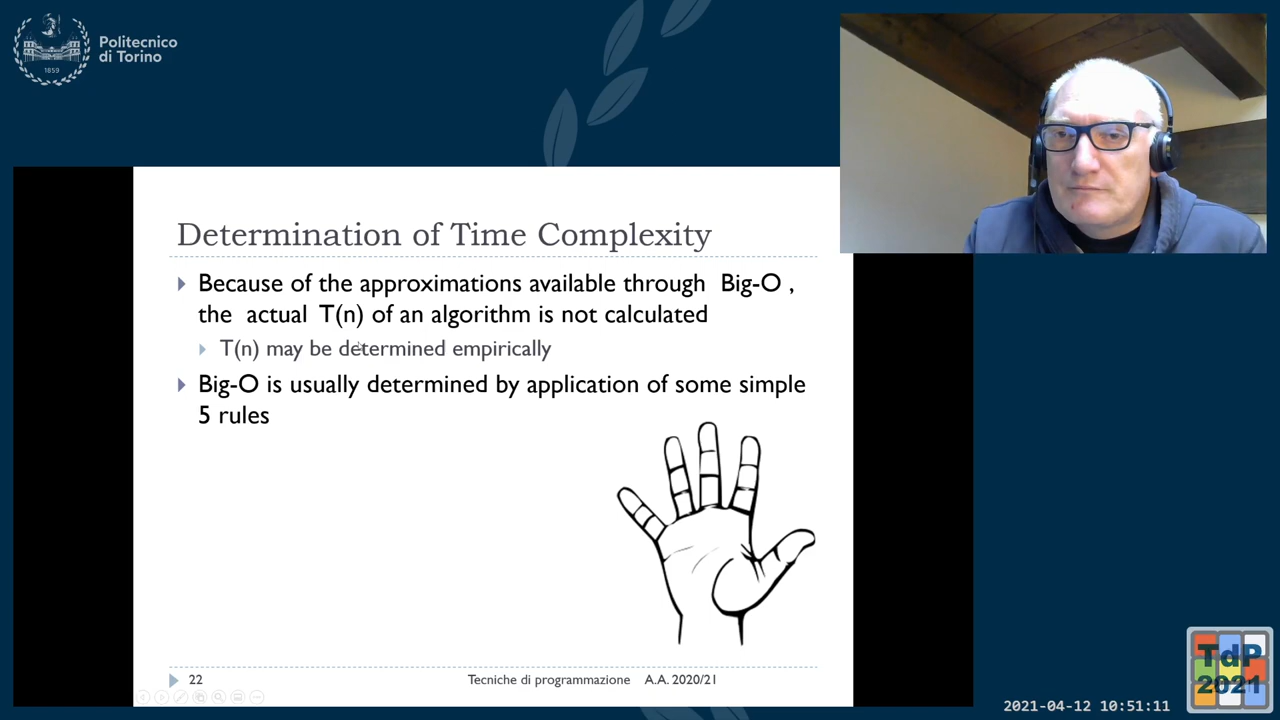 Politecnico
di Torino
1859
Determination of Time Complexity
Because of the approximations available through Big-O ,
the actual T(n) of an algorithm is not calculated
T(n) may be determined empirically
Big-O is usually determined by application of some simple
5 rules
22
Tecniche di programmazione A.A. 2020/21
TdP
2021
2021-04-12 10:51:11